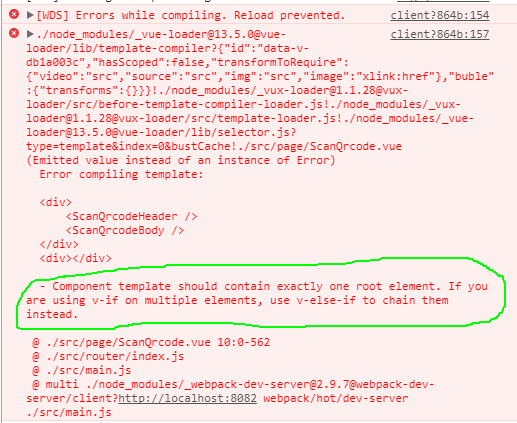 [WDS] Errors while compiling. Reload prevented. client?864b:154
./node_modules/_vue-loader@13.5.0@vue- client?864b:157
loader/lib/template-compiler?{"id":"data-v-
db1a003c","hasScoped":false,"transformToRequire":
{"video":"src","source":"src","img":"src","image":"xlink:href"},"buble"
:{"transforms":{}}}!./node_modules/_vux-loader@1.1.28@vux-
loader/src/before-template-compiler-loader.js!./node_modules/_vux-
loader@1.1.28@vux-loader/src/template-loader.js!./node_modules/_vue-
loader@13.5.0@vue-loader/lib/selector.js?
type=template&index=0&bustCache!./src/page/ScanQrcode.vue
(Emitted value instead of an instance of Error)
Error compiling template:
<div>
<ScanQrcodeHeader />
<ScanQrcodeBody />
</div>
<div></div>
- Component template should contain exactly one root element. If you
are using v-if on multiple elements, use v-else-if to chain them
instead.
@ ./src/page/ScanQrcode.vue 10:0-562
@ ./src/router/index.js
@ ./src/main.js
@ multi ./node_modules/_webpack-dev-server@2.9.7@webpack-dev-
server/client?http://localhost:8082 webpack/hot/dev-server
./src/main.js